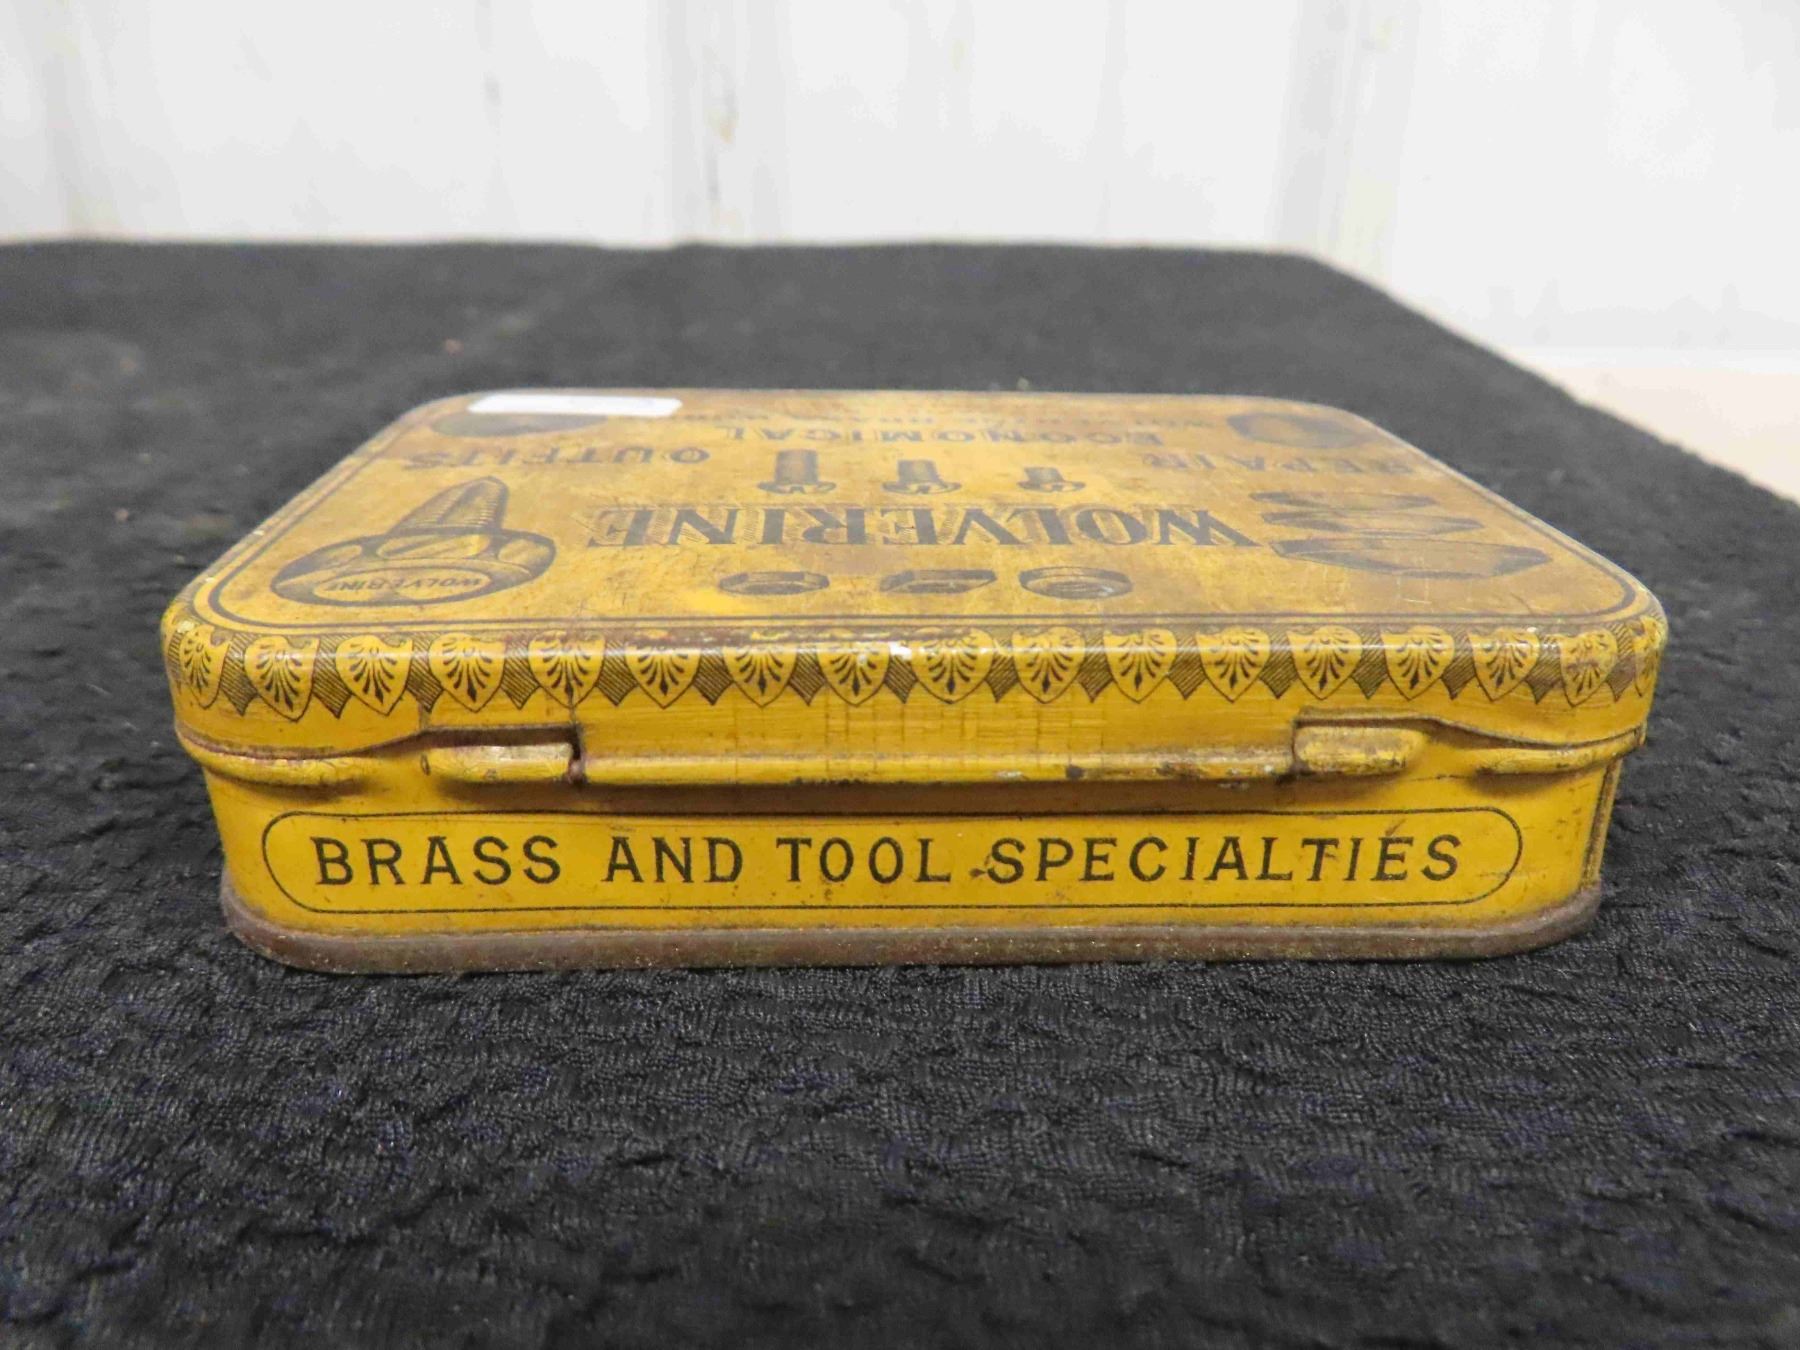 WOLVERINE
REPAIR OUTFITS
ECONOMICAL
WOLVERINE
BRASS AND TOOL SPECIALTIES